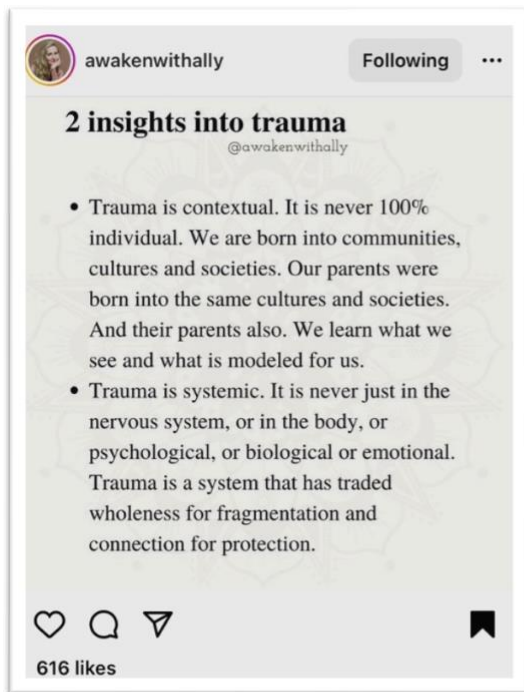 awakenwithally
Following
2 insights into trauma
@awakenwithally
• Trauma is contextual. It is never 100%
individual. We are born into communities,
cultures and societies. Our parents were
born into the same cultures and societies.
And their parents also. We learn what we
see and what is modeled for us.
• Trauma is systemic. It is never just in the
nervous system, or in the body, or
psychological, or biological or emotional.
Trauma is a system that has traded
wholeness for fragmentation and
connection for protection.
616 likes